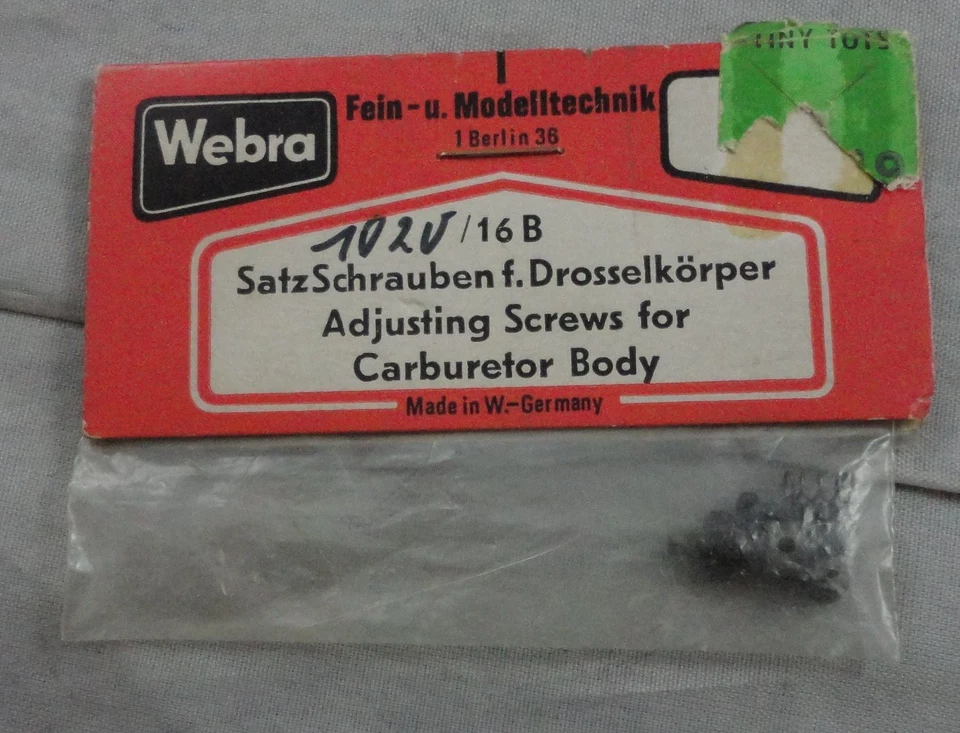 TINY TOTS
Webra
Fein-u. Modelltechnik
1 Berlin 36
1020/16 B
Satz Schrauben f. Drosselkörper
Adjusting Screws for
Carburetor Body
Made in W.-Germany